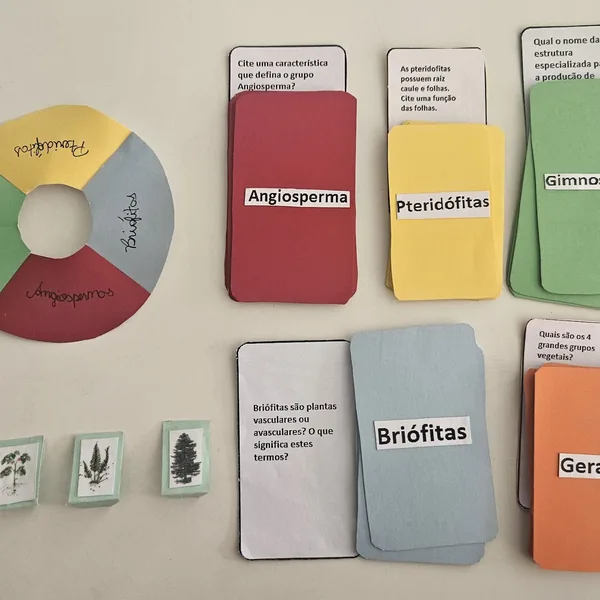 Cite uma característica
que defina o grupo
Angiosperma?
Angiosperma
As pteridofitas
possuem raiz
caule e folhas.
Cite uma função
das folhas.
Pteridófitas
Qual o nome da
estrutura
especializada pa
a produção de
Gimnos
Pteridófitas
Briófitas
Angiospermas
Briófitas são plantas
vasculares ou
avasculares? O que
significa estes
termos?
Briófitas
Quais são os 4
grandes grupos
vegetais?
Gera